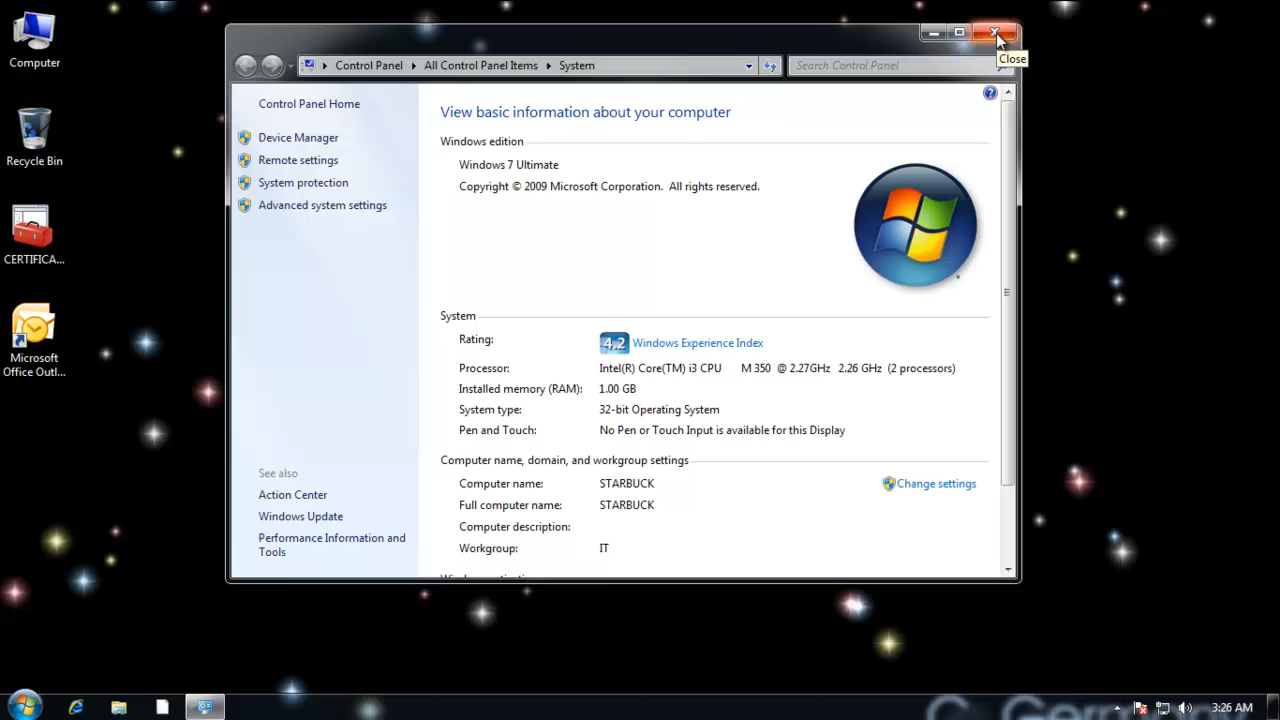 Computer
Recycle Bin
CERTIFICA...
Microsoft
Office Outl...
Close
Control Panel
All Control Panel Items
System
Search Control Panel
Control Panel Home
Device Manager
Remote settings
System protection
Advanced system settings
See also
Action Center
Windows Update
Performance Information and
Tools
View basic information about your computer
Windows edition
Windows 7 Ultimate
Copyright © 2009 Microsoft Corporation. All rights reserved.
System
Rating: 4.2 Windows Experience Index
Processor: Intel(R) Core(TM) i3 CPU M 350 @ 2.27GHz 2.26 GHz (2 processors)
Installed memory (RAM): 1.00 GB
System type: 32-bit Operating System
Pen and Touch: No Pen or Touch Input is available for this Display
Computer name, domain, and workgroup settings
Computer name: STARBUCK Change settings
Full computer name: STARBUCK
Computer description:
Workgroup: IT
3:26 AM